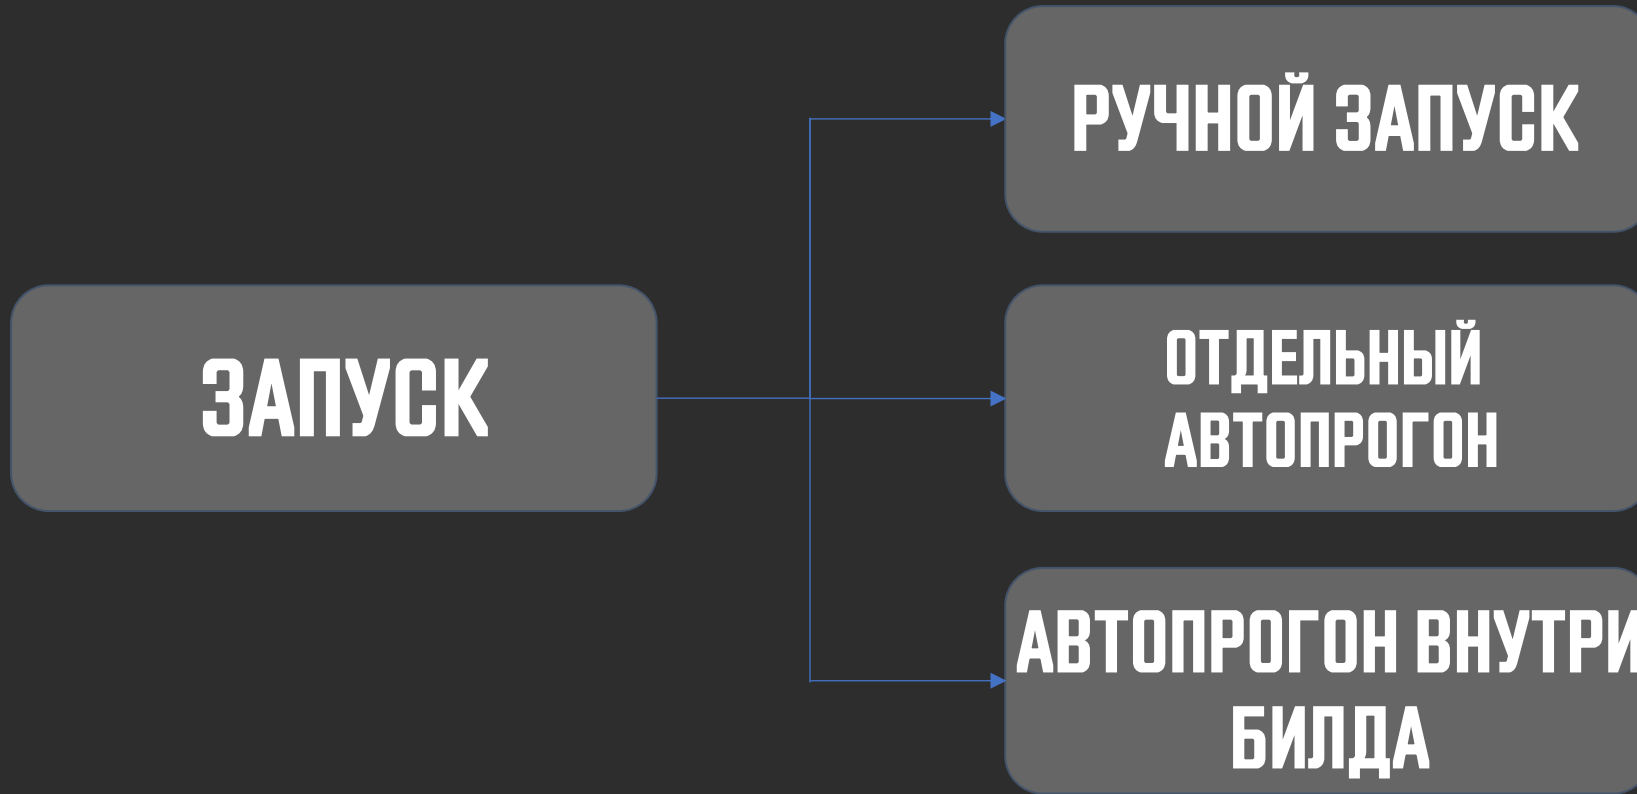 РУЧНОЙ ЗАПУСК
ЗАПУСК
ОТДЕЛЬНЫЙ
АВТОПРОГОН
АВТОПРОГОН ВНУТРИ
БИЛДА